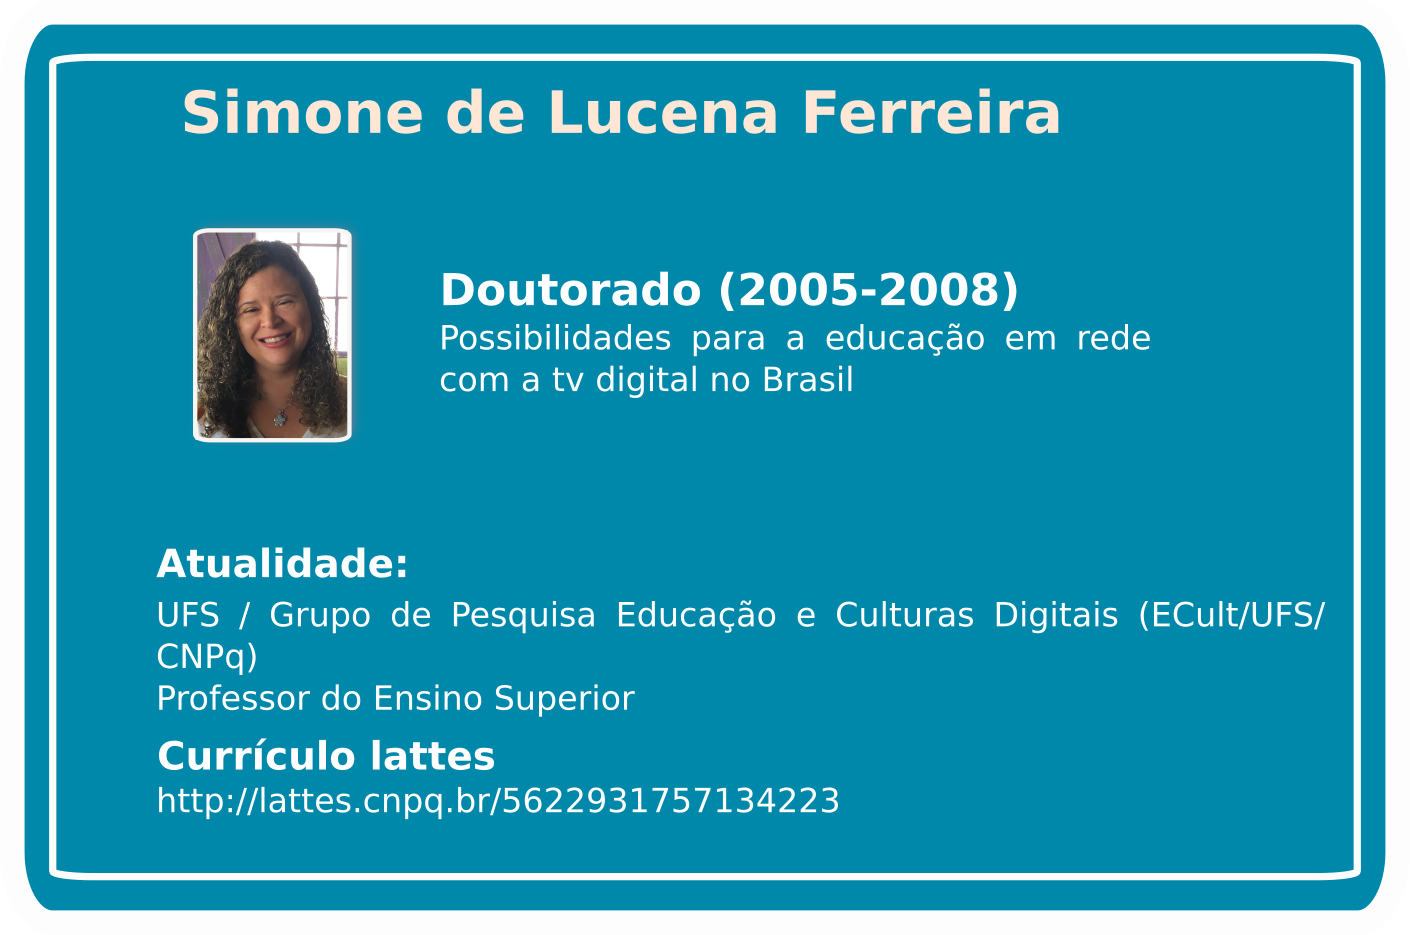 Simone de Lucena Ferreira
Doutorado (2005-2008)
Possibilidades para a educação em rede
com a tv digital no Brasil
Atualidade:
UFS / Grupo de Pesquisa Educação e Culturas Digitais (ECult/UFS/
CNPq)
Professor do Ensino Superior
Currículo lattes
http://lattes.cnpq.br/5622931757134223